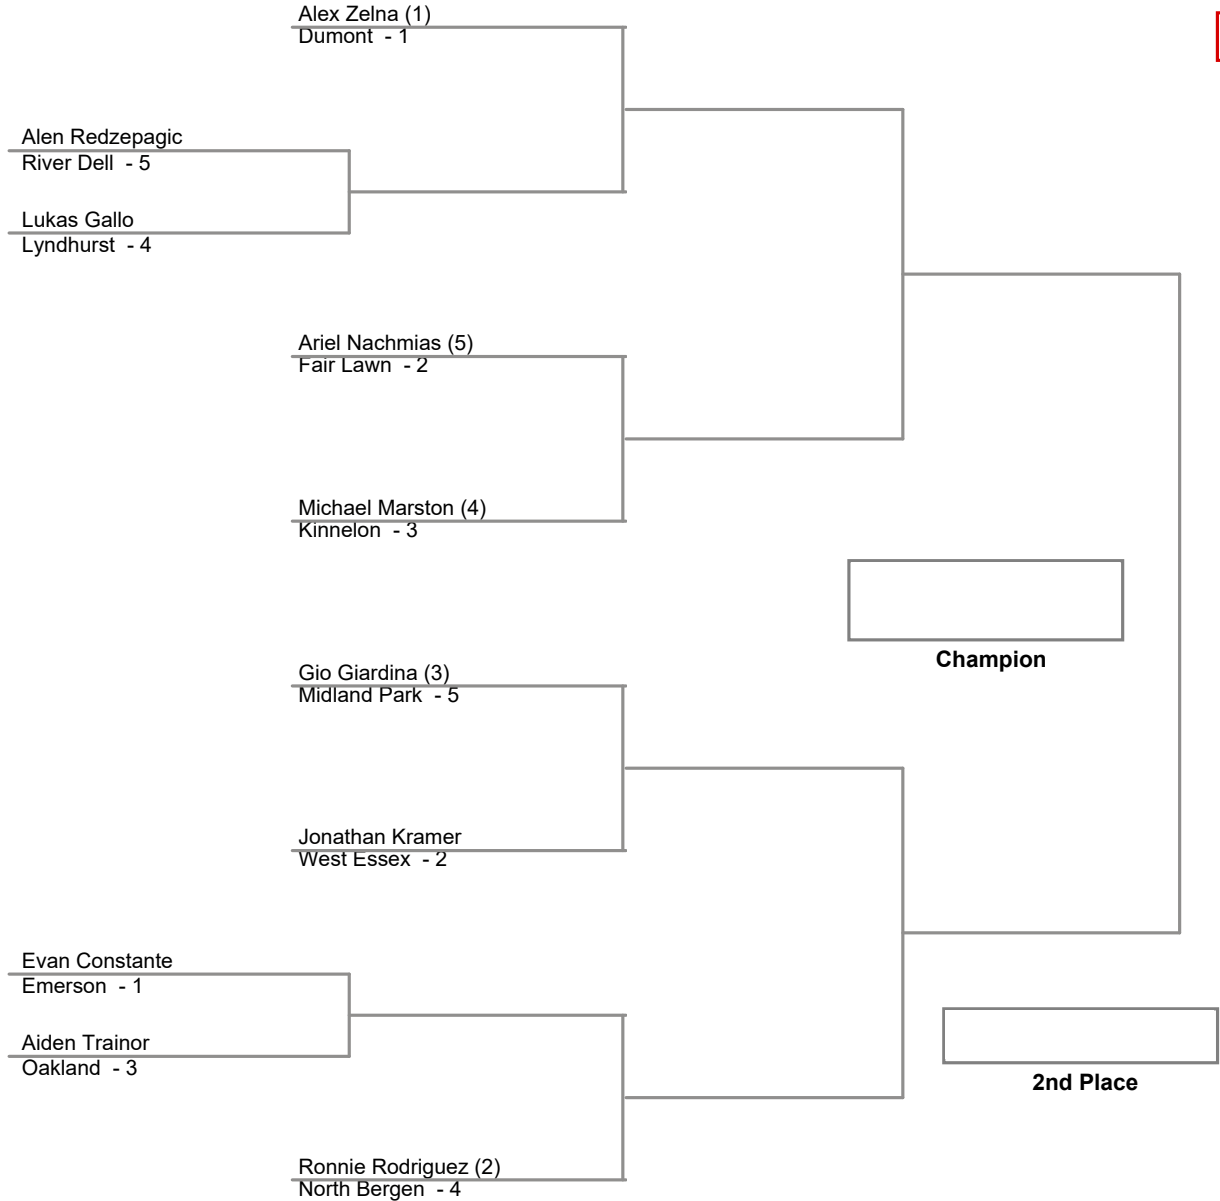 Alex Zelna (1)
Dumont - 1
Alen Redzepagic
River Dell - 5
Lukas Gallo
Lyndhurst - 4
Ariel Nachmias (5)
Fair Lawn - 2
Michael Marston (4)
Kinnelon - 3
Champion
Gio Giardina (3)
Midland Park - 5
Jonathan Kramer
West Essex - 2
Evan Constante
Emerson - 1
Aiden Trainor
Oakland - 3
2nd Place
Ronnie Rodriguez (2)
North Bergen - 4